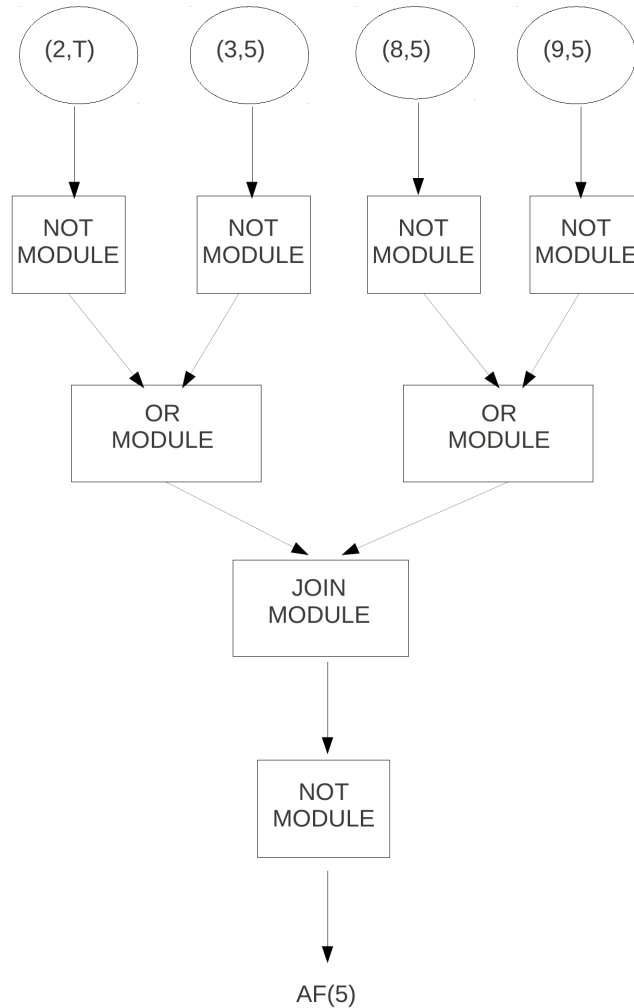 (2,T)
(3,5)
(8,5)
(9,5)
NOT
MODULE
NOT
MODULE
NOT
MODULE
NOT
MODULE
OR
MODULE
OR
MODULE
JOIN
MODULE
NOT
MODULE
AF(5)